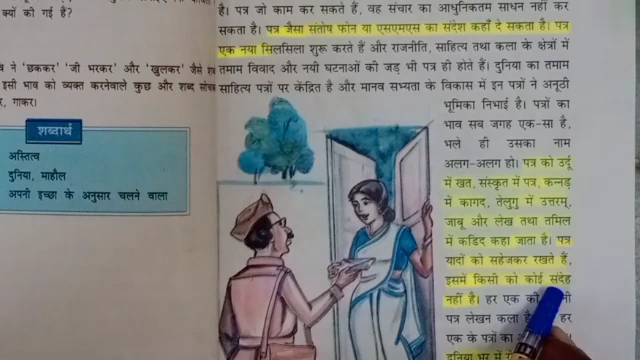 क्यों की गई है?
ने 'छककर' 'जी भरकर' और 'खुलकर' जैसे
इसी भाव को व्यक्त करनेवाले कुछ और शब्द
र, गाकर।
शब्दार्थ
अस्तित्व
दुनिया, माहौल
अपनी इच्छा के अनुसार चलने वाला
है। पत्र जो काम कर सकते हैं, वह संचार का आधुनिकतम साधन नहीं कर
सकता है। पत्र जैसा संतोष फोन या एसएमएस का संदेश कहाँ दे सकता है। पत्र
एक नया सिलसिला शुरू करते हैं और राजनीति, साहित्य तथा कला के क्षेत्रों में
तमाम विवाद और नयी घटनाओं की जड़ भी पत्र ही होते हैं। दुनिया का तमाम
साहित्य पत्रों पर केंद्रित है और मानव सभ्यता के विकास में इन पत्रों ने अनूठी
भूमिका निभाई है। पत्रों का
भाव सब जगह एक-सा है,
भले ही उसका नाम
अलग-अलग हो। पत्र को उर्दू
में खत, संस्कृत में पत्र, कन्नड़
में कागद, तेलुगु में उत्तरम्,
जाबू और लेख तथा तमिल
में कडिद कहा जाता है। पत्र
यादों को सहेजकर रखते हैं,
इसमें किसी को कोई संदेह
नहीं है। हर एक की
पत्र लेखन कला है। हर
एक के पत्रों का
दुनिया भर में